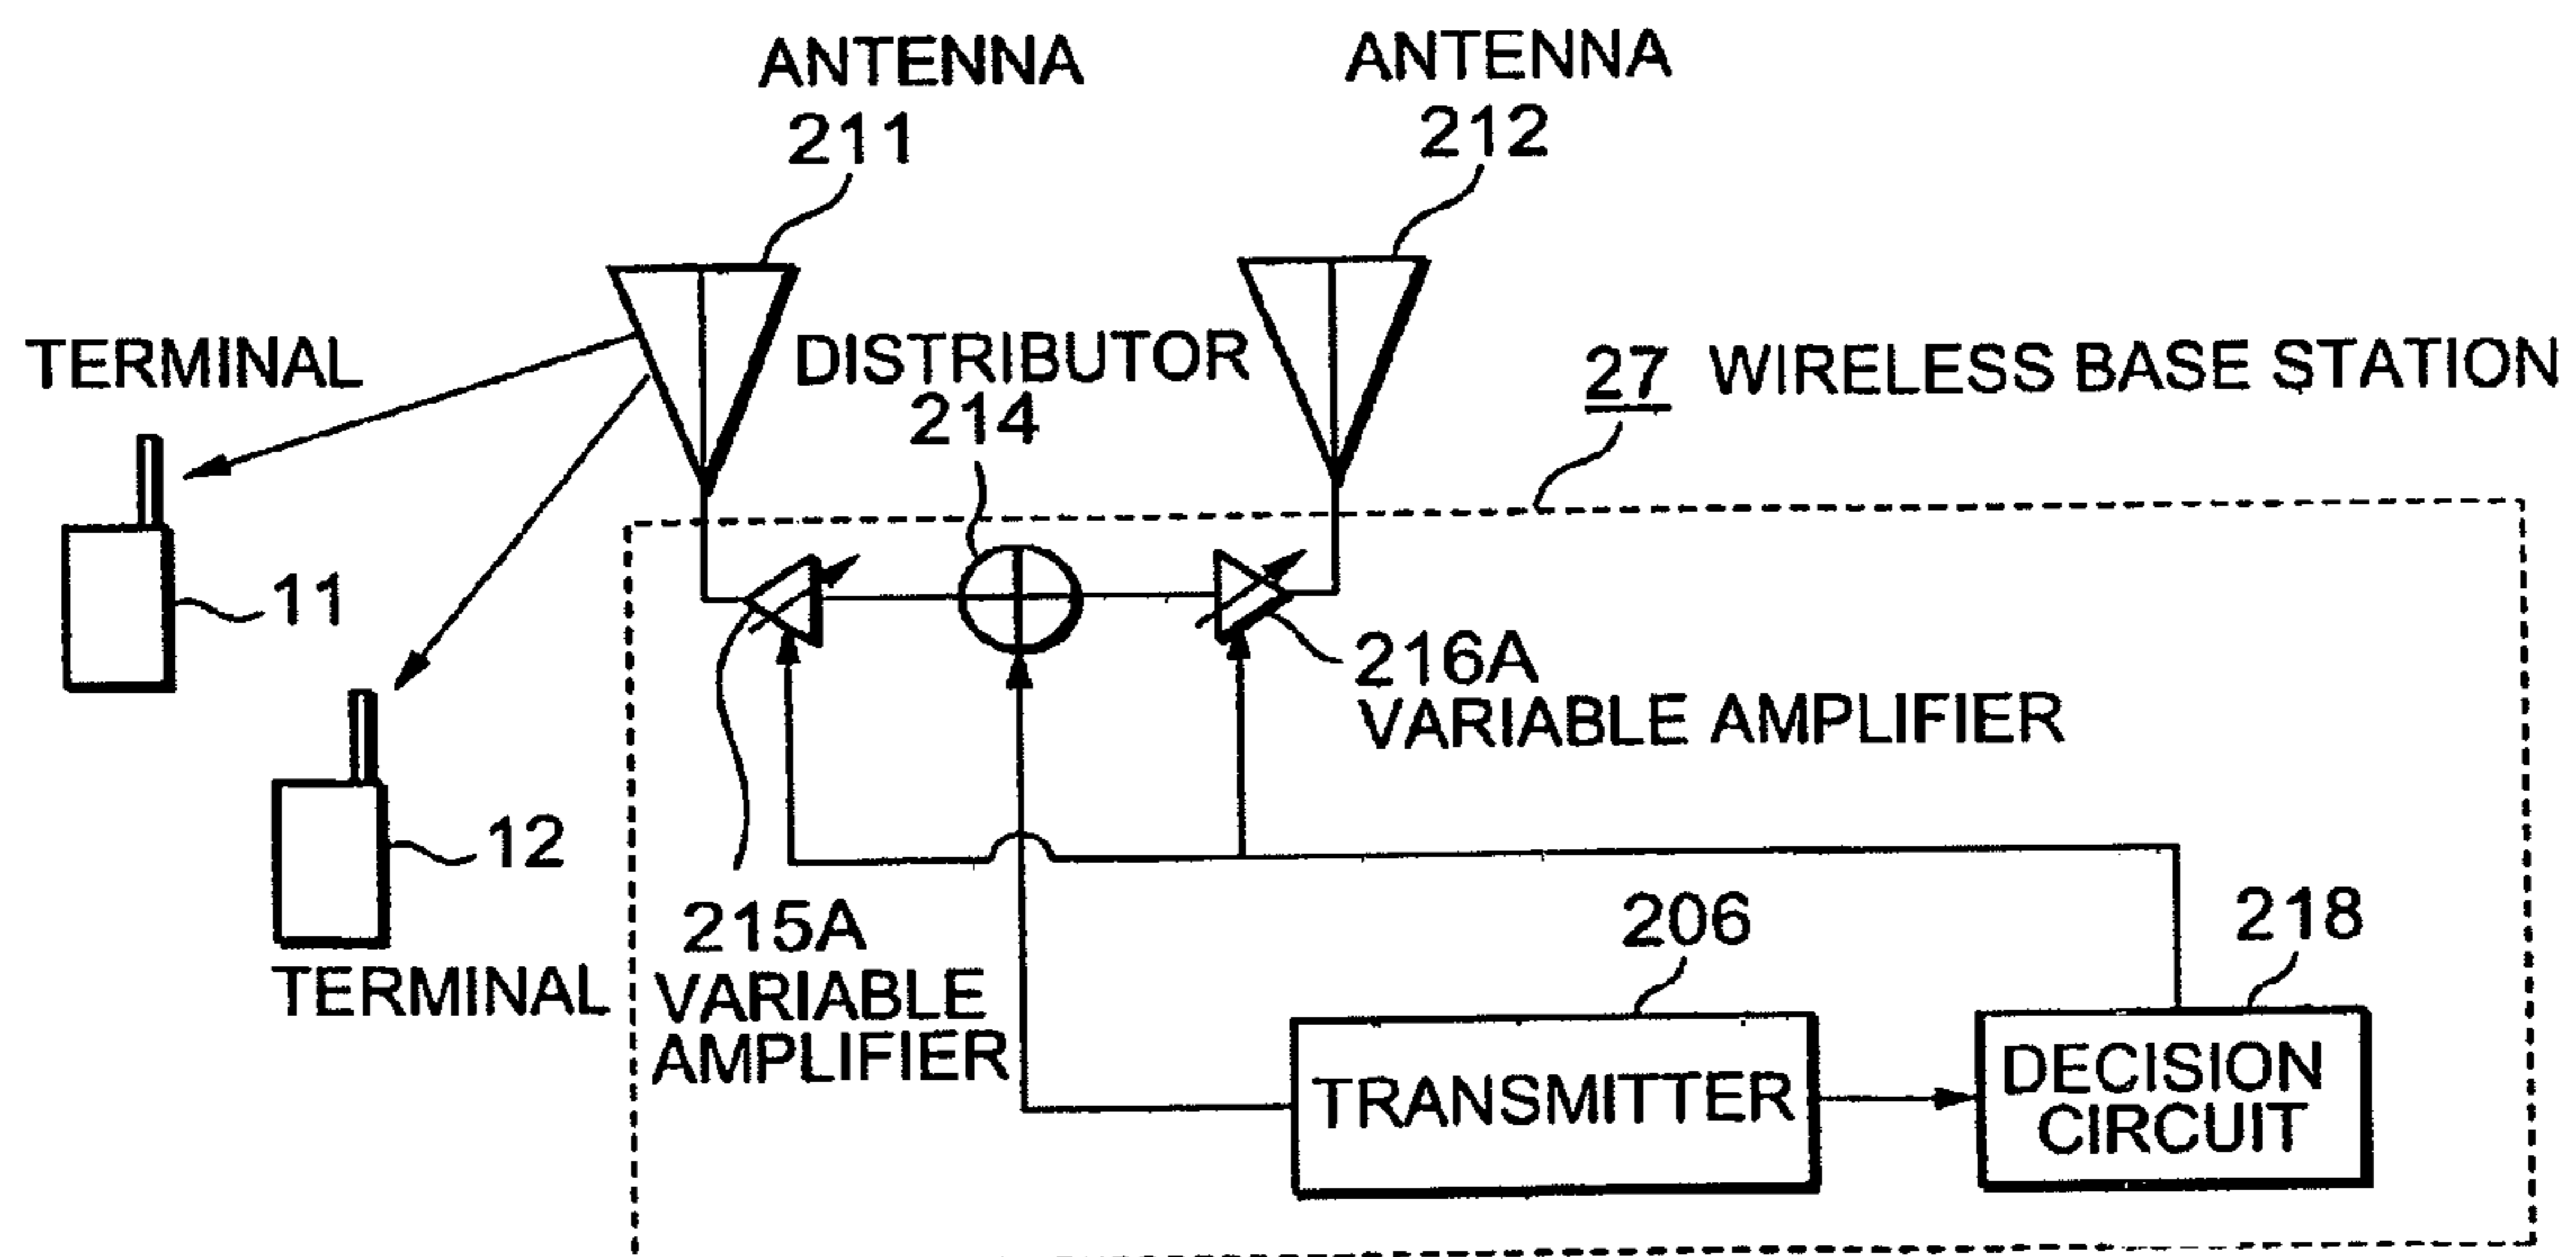 ANTENNA
211
ANTENNA
212
TERMINAL
DISTRIBUTOR
214
27 WIRELESS BASE STATION
11
216A
VARIABLE AMPLIFIER
12
TERMINAL
215A
VARIABLE
AMPLIFIER
206
218
TRANSMITTER
DECISION
CIRCUIT